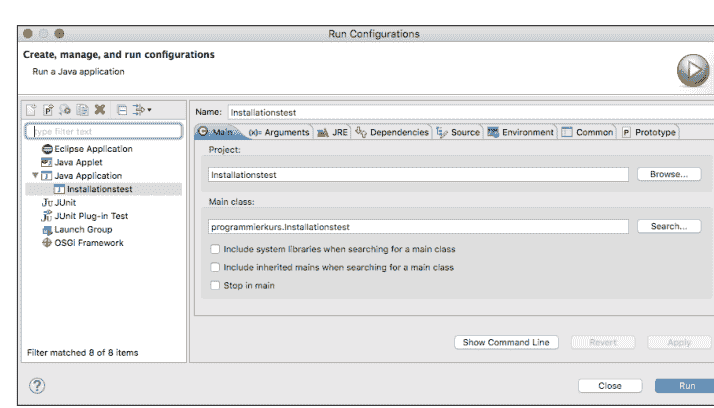 Run Configurations
Create, manage, and run configurations
Run a Java application
Name: Installationstest
type filter text
Main (x)= Arguments JRE Dependencies Source Environment Common P Prototype
Eclipse Application
Java Applet
Java Application
Installationstest
JUnit
JUnit Plug-in Test
Launch Group
OSGi Framework
Filter matched 8 of 8 items
Project:
Installationstest
Browse...
Main class:
programmierkurs.Installationstest
Search...
Include system libraries when searching for a main class
Include inherited mains when searching for a main class
Stop in main
Show Command Line Revert Apply
? Close Run